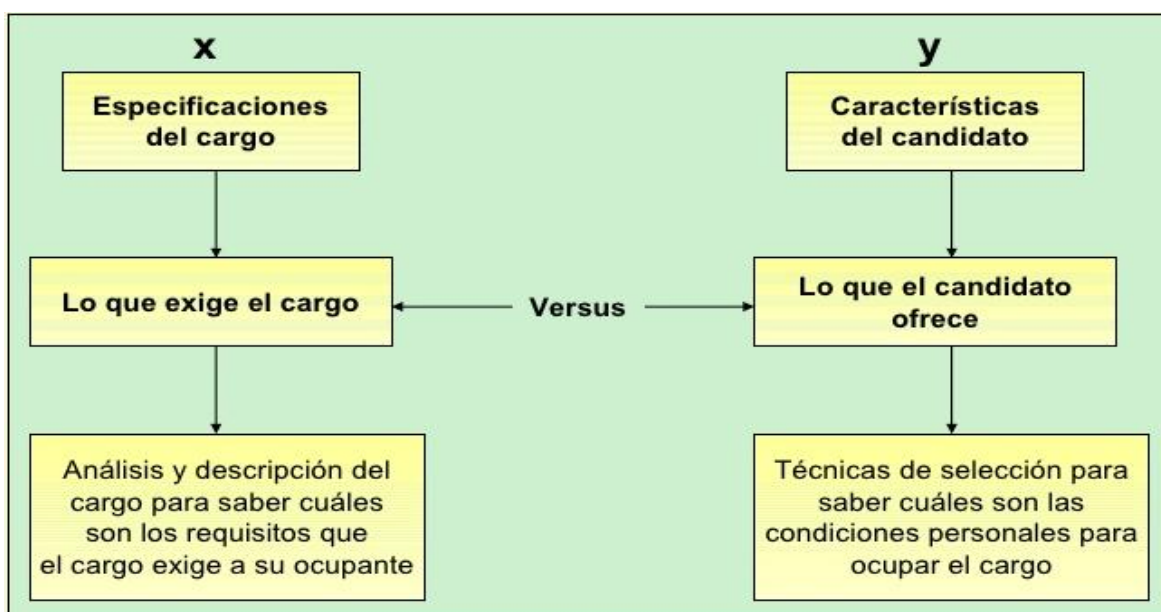 x
Especificaciones
del cargo
Lo que exige el cargo
Análisis y descripción del
cargo para saber cuáles
son los requisitos que
el cargo exige a su ocupante
Versus
y
Características
del candidato
Lo que el candidato
ofrece
Técnicas de selección para
saber cuáles son las
condiciones personales para
ocupar el cargo